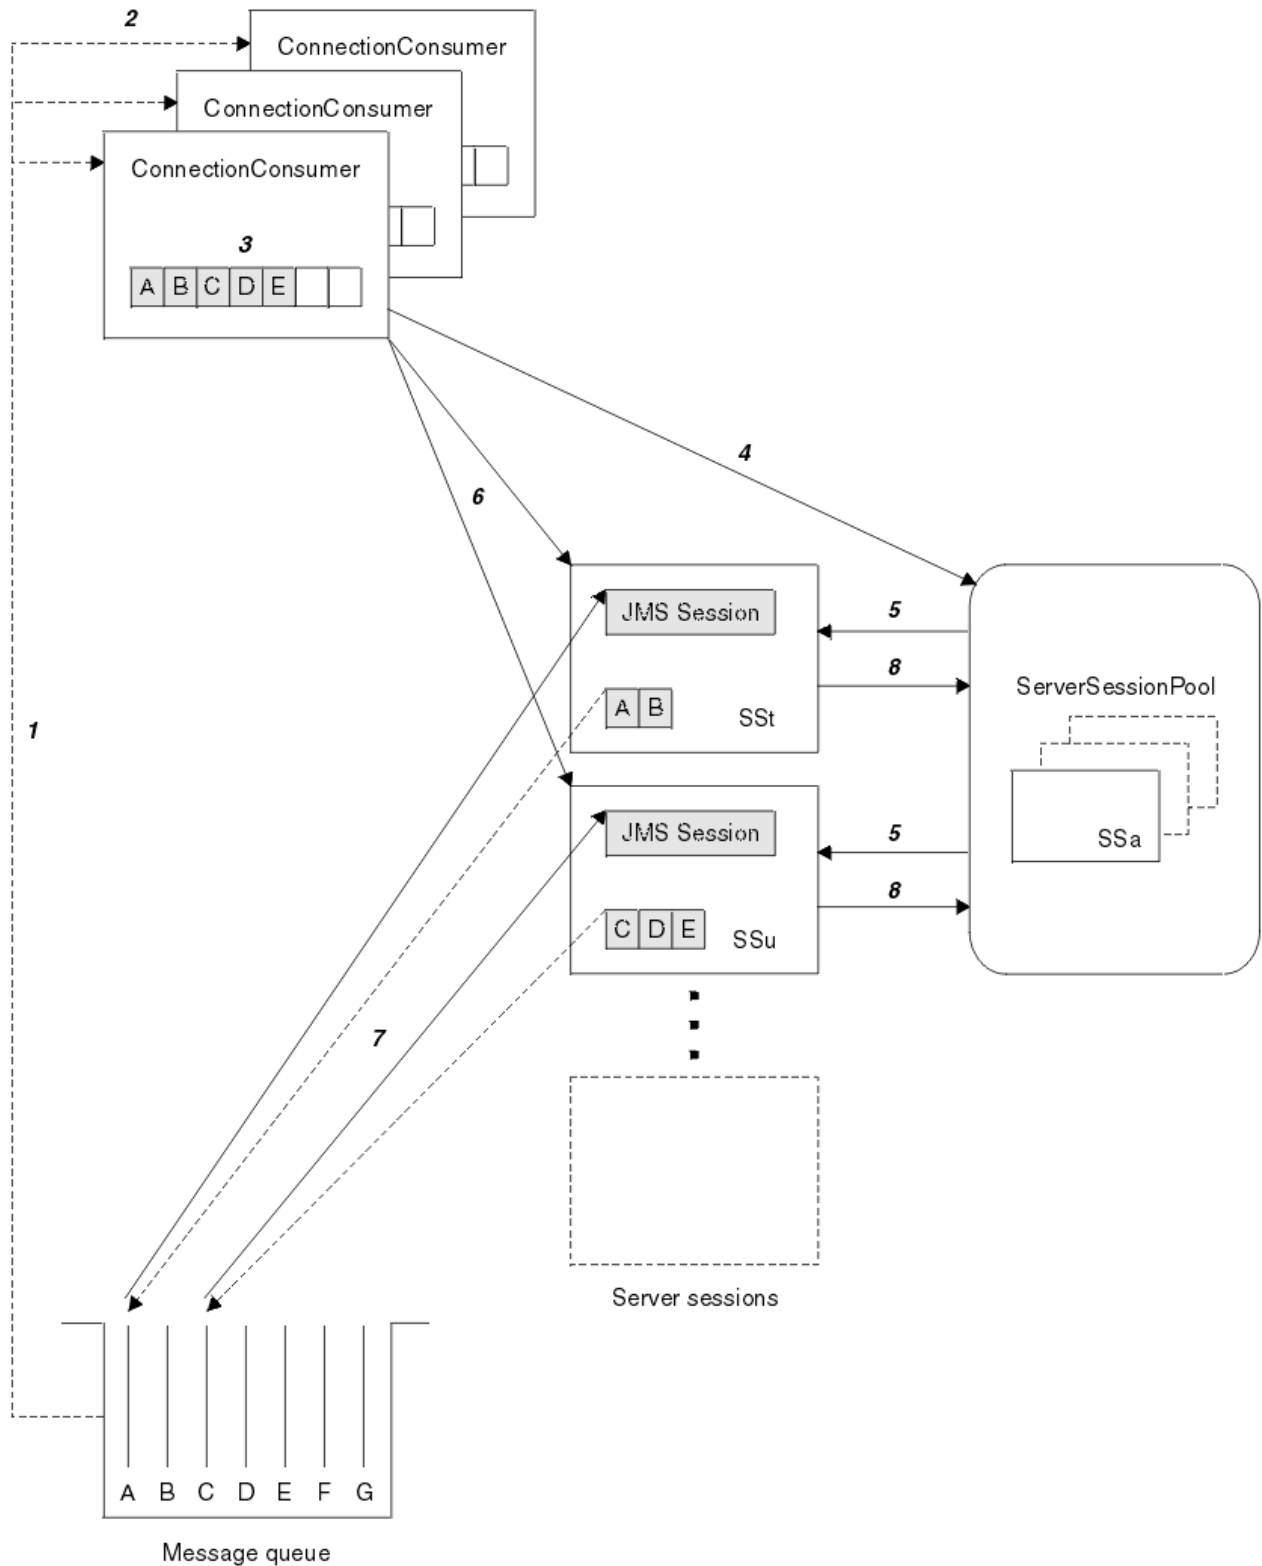 2
ConnectionConsumer
ConnectionConsumer
ConnectionConsumer
3
A B C D E
4
6
JMS Session
5
8
A B
SSt
ServerSessionPool
1
JMS Session
5
SSa
8
C D E
SSu
7
Server sessions
A B C D E F G
Message queue